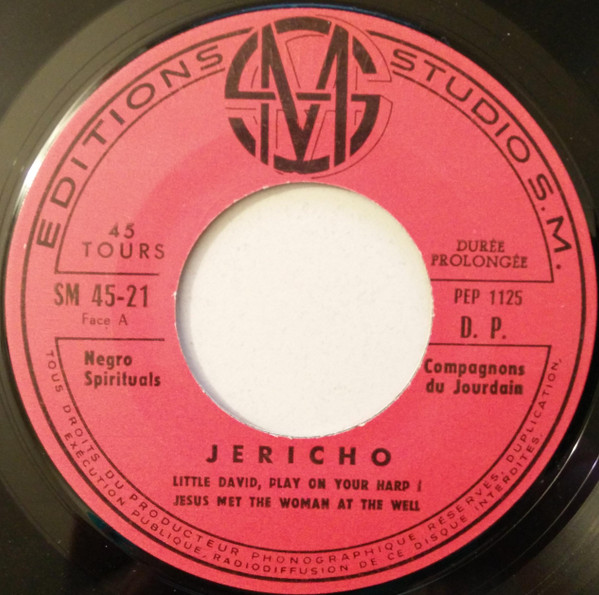 EDITIONS STUDIO S.M.
SMG
45
TOURS
DURÉE
PROLONGÉE
SM 45-21
Face A
PEP 1125
D. P.
Negro
Spirituals
Compagnons
du Jourdain
JERICHO
LITTLE DAVID, PLAY ON YOUR HARP !
JESUS MET THE WOMAN AT THE WELL
TOUS DROITS DU PRODUCTEUR PHONOGRAPHIQUE RÉSERVÉS; DUPLICATION,
EXÉCUTION PUBLIQUE, RADIODIFFUSION DE CE DISQUE INTERDITES.